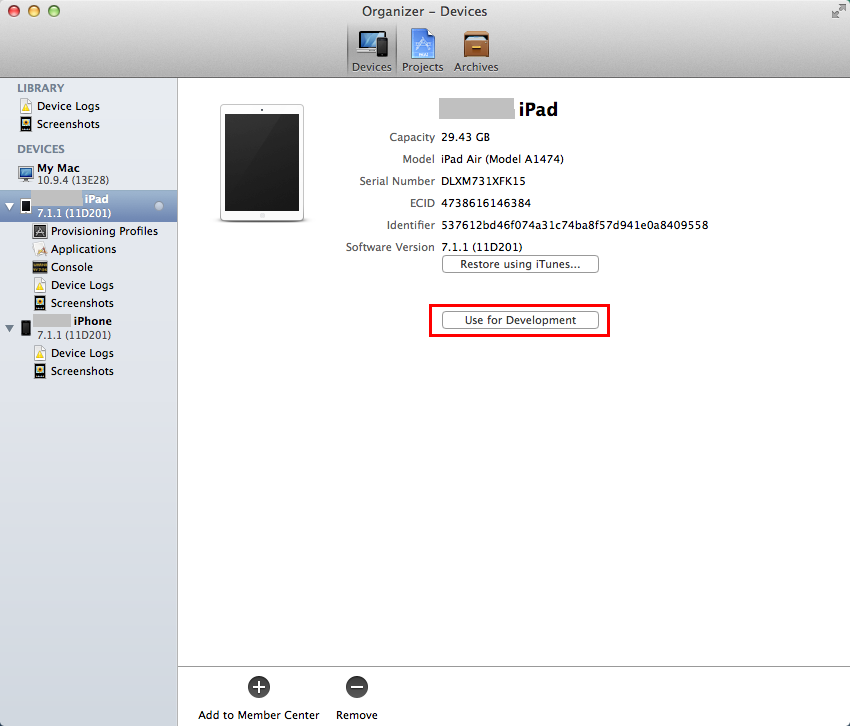 Organizer – Devices
Devices Projects Archives
LIBRARY
Device Logs
Screenshots
DEVICES
My Mac
10.9.4 (13E28)
iPad
7.1.1 (11D201)
Provisioning Profiles
Applications
Console
Device Logs
Screenshots
iPhone
7.1.1 (11D201)
Device Logs
Screenshots
iPad
Capacity 29.43 GB
Model iPad Air (Model A1474)
Serial Number DLXM731XFK15
ECID 4738616146384
Identifier 537612bd46f074a31c74ba8f57d941e0a8409558
Software Version 7.1.1 (11D201)
Restore using iTunes...
Use for Development
Add to Member Center Remove